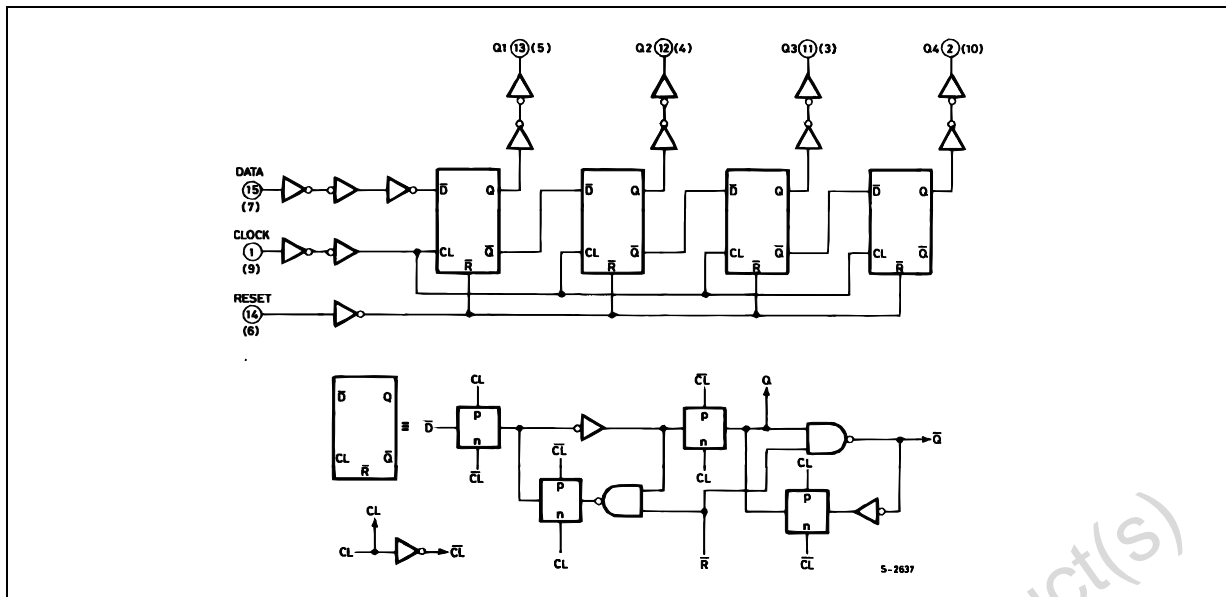 Q1 13 (5) Q2 12 (4) Q3 11 (3) Q4 2 (10)
DATA
15
(7)
D̅ Q D̅ Q D̅ Q D̅ Q
CLOCK
1
(9)
CL Q̅ CL Q̅ CL Q̅ CL Q̅
R̅ R̅ R̅ R̅
RESET
14
(6)
D̅ Q
CL Q̅
R̅
≡
D̅
CL
p
n
C̅L̅
C̅L̅
p
n
CL
C̅L̅
p
n
CL
Q
R̅
CL
p
n
C̅L̅
Q̅
CL
CL C̅L̅
S-2637
uct(s)